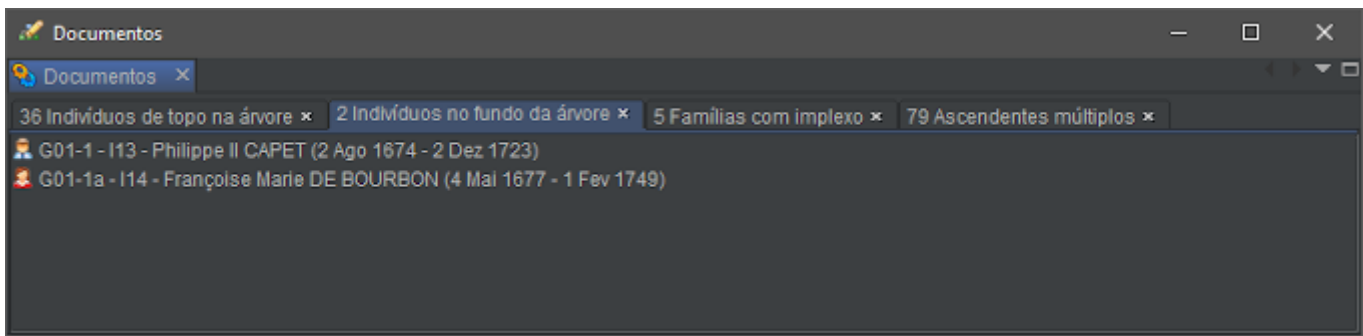 Documentos
Documentos
36 Indivíduos de topo na árvore
2 Indivíduos no fundo da árvore
5 Famílias com implexo
79 Ascendentes múltiplos
G01-1 - I13 - Philippe II CAPET (2 Ago 1674 - 2 Dez 1723)
G01-1a - I14 - Françoise Marie DE BOURBON (4 Mai 1677 - 1 Fev 1749)